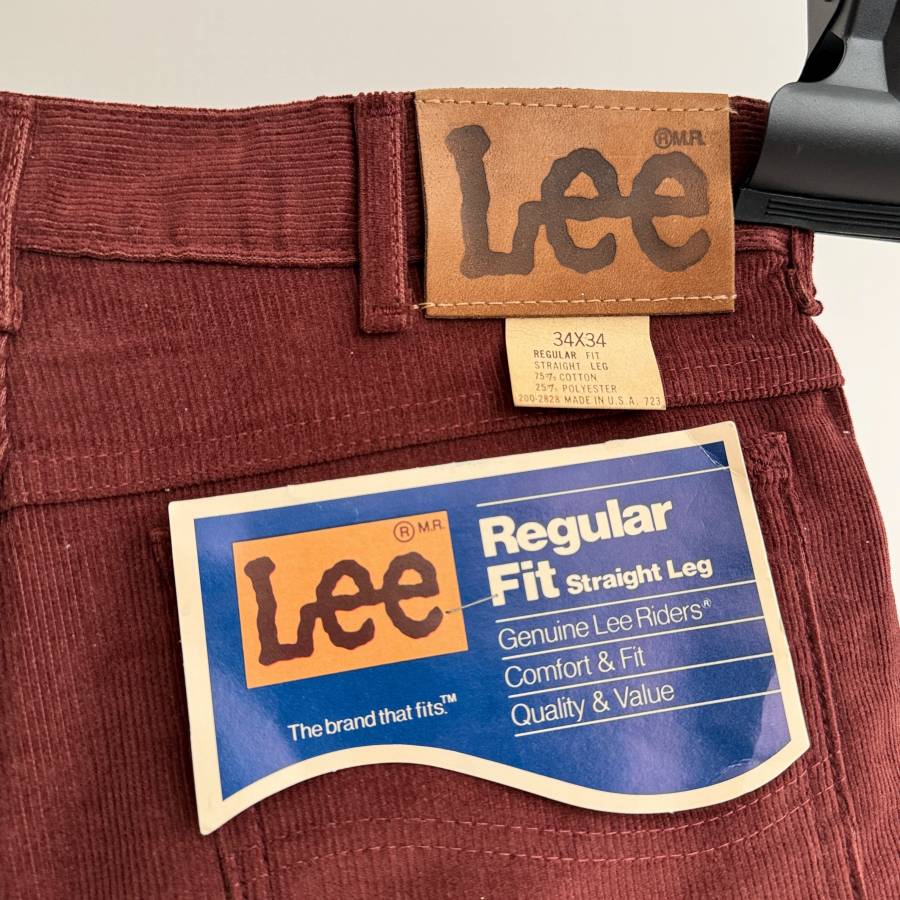 Lee ® M.R.
34X34
REGULAR FIT
STRAIGHT LEG
75% COTTON
25% POLYESTER
200-2828 MADE IN U.S.A. 723
Lee ® M.R.
The brand that fits.™
Regular
Fit Straight Leg
Genuine Lee Riders®
Comfort & Fit
Quality & Value